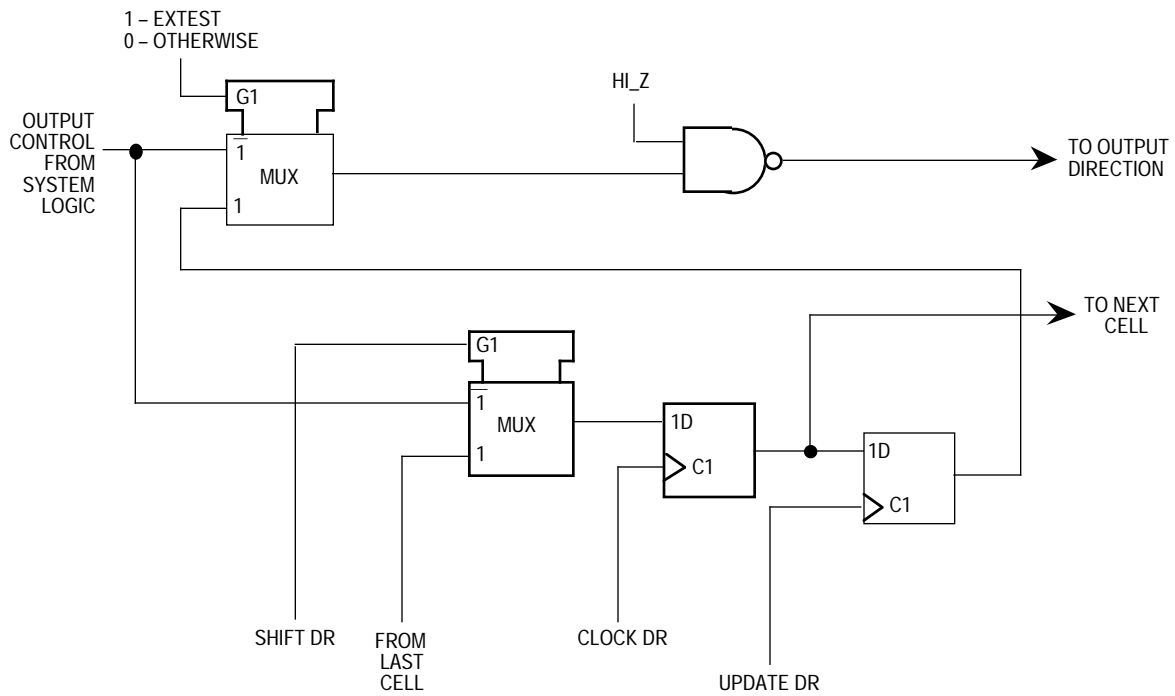 1 – EXTEST
0 – OTHERWISE
G1
OUTPUT
CONTROL
FROM
SYSTEM
LOGIC
1̅
MUX
1
HI_Z
TO OUTPUT
DIRECTION
TO NEXT
CELL
G1
1̅
MUX
1
1D
C1
1D
C1
SHIFT DR
FROM
LAST
CELL
CLOCK DR
UPDATE DR